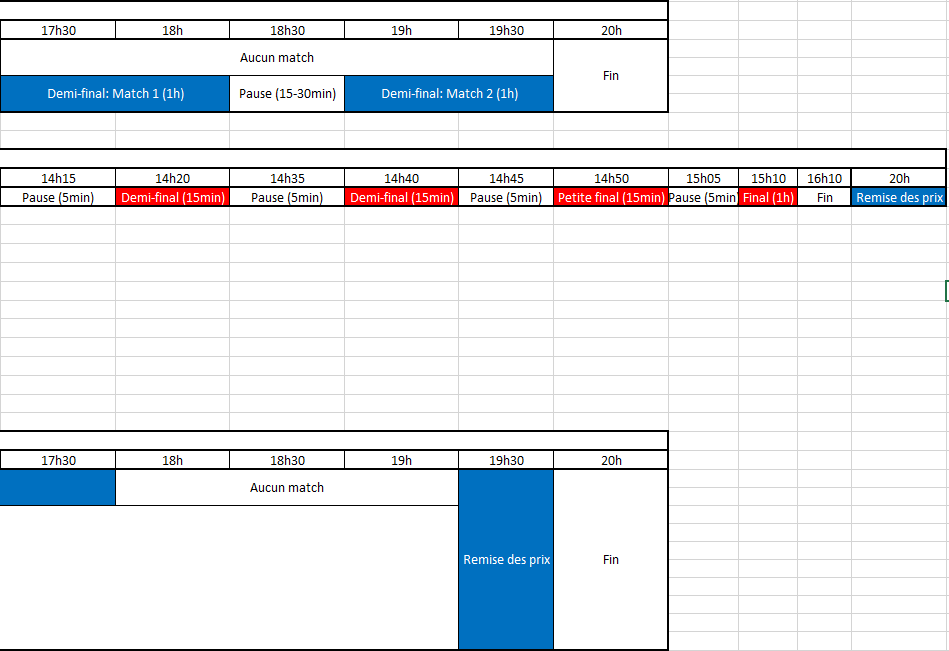 17h30 18h 18h30 19h 19h30 20h
Aucun match
Fin
Demi-final: Match 1 (1h) Pause (15-30min) Demi-final: Match 2 (1h)
14h15 14h20 14h35 14h40 14h45 14h50 15h05 15h10 16h10 20h
Pause (5min) Demi-final (15min) Pause (5min) Demi-final (15min) Pause (5min) Petite final (15min) Pause (5min) Final (1h) Fin Remise des prix
17h30 18h 18h30 19h 19h30 20h
Aucun match
Remise des prix Fin